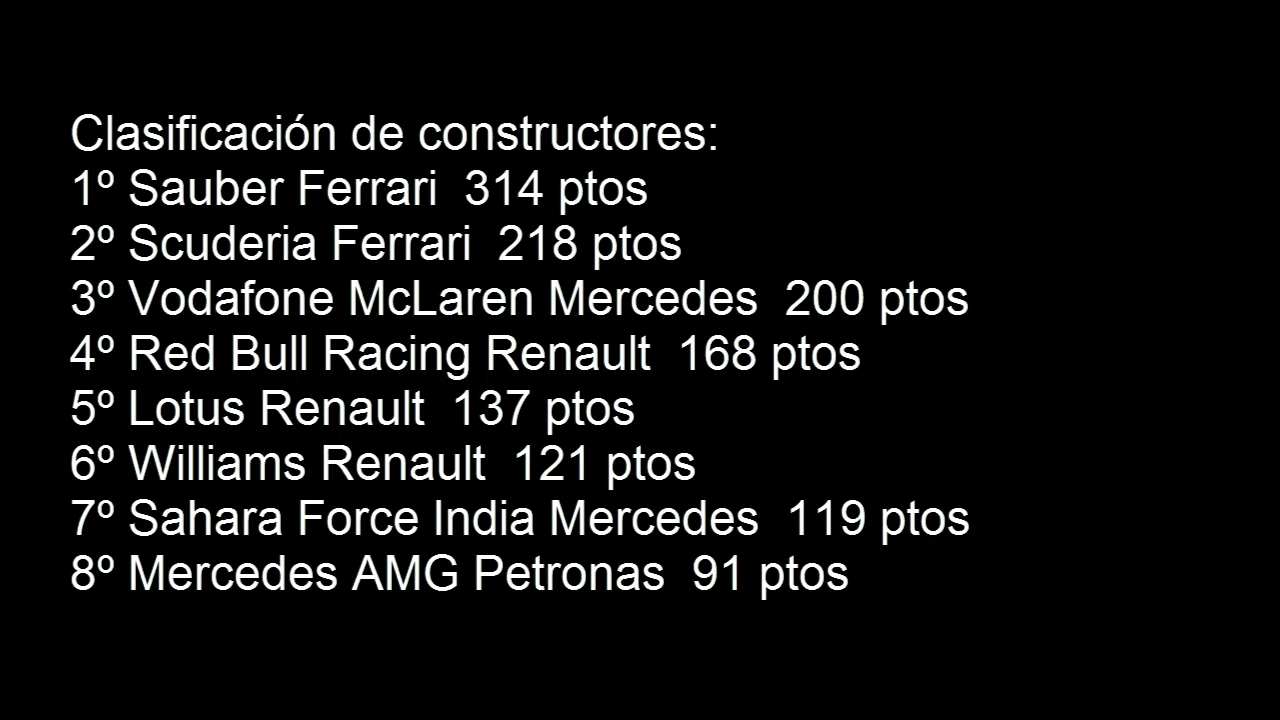 Clasificación de constructores:
1º Sauber Ferrari  314 ptos
2º Scuderia Ferrari  218 ptos
3º Vodafone McLaren Mercedes  200 ptos
4º Red Bull Racing Renault  168 ptos
5º Lotus Renault  137 ptos
6º Williams Renault  121 ptos
7º Sahara Force India Mercedes  119 ptos
8º Mercedes AMG Petronas  91 ptos